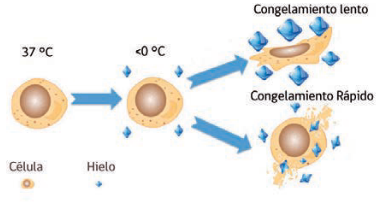 Congelamiento lento
37 ºC
<0 ºC
Congelamiento Rápido
Célula
Hielo